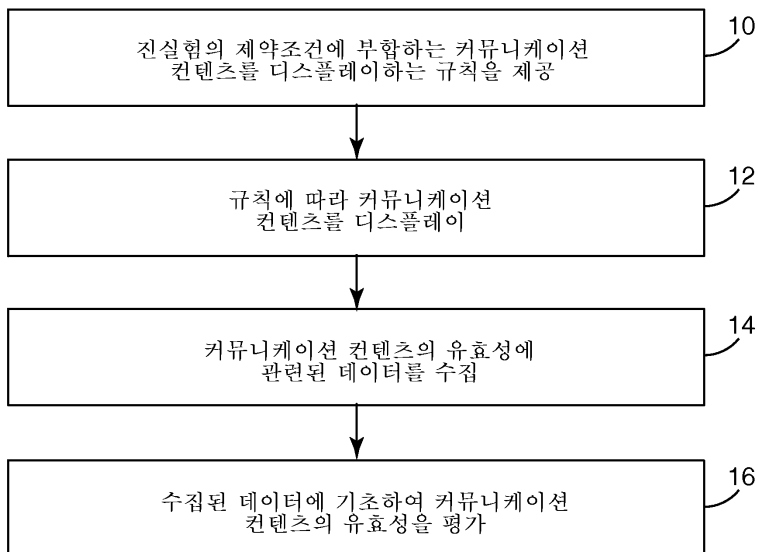 진실험의 제약조건에 부합하는 커뮤니케이션
컨텐츠를 디스플레이하는 규칙을 제공
10
규칙에 따라 커뮤니케이션
컨텐츠를 디스플레이
12
커뮤니케이션 컨텐츠의 유효성에
관련된 데이터를 수집
14
수집된 데이터에 기초하여 커뮤니케이션
컨텐츠의 유효성을 평가
16